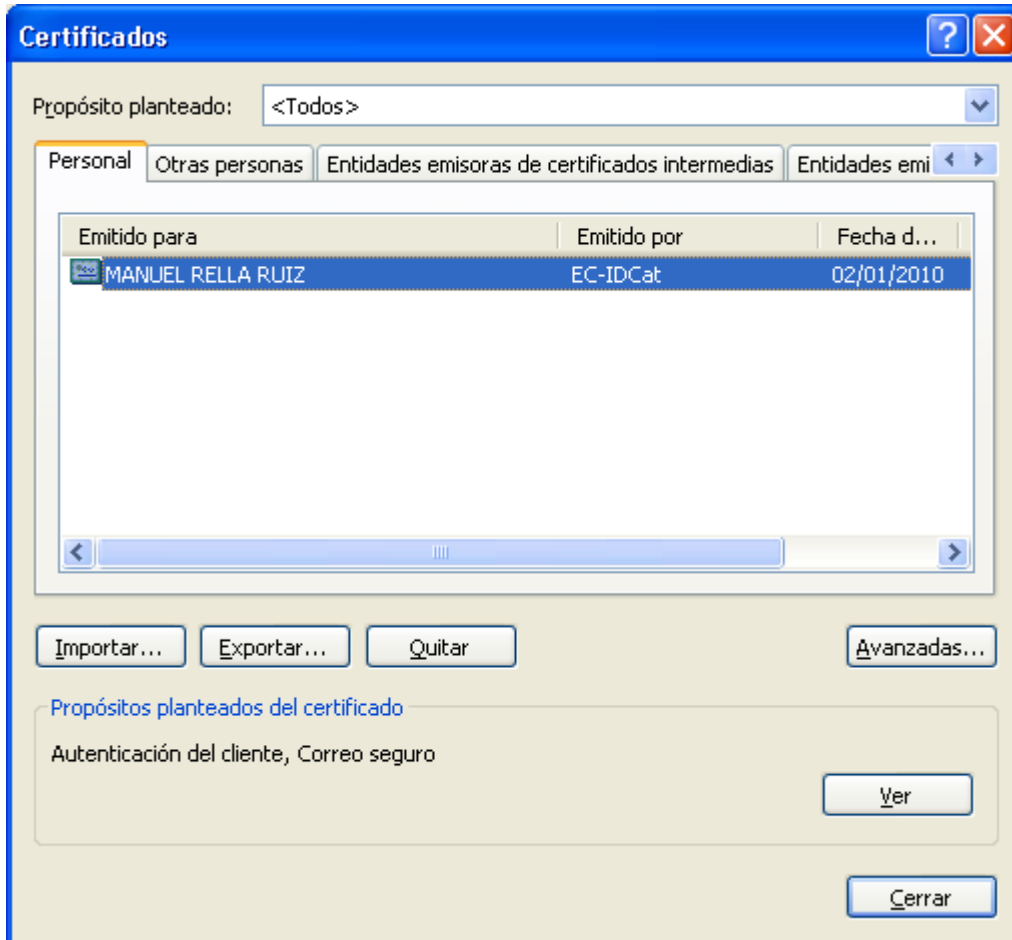 Certificados
Propósito planteado: <Todos>
Personal Otras personas Entidades emisoras de certificados intermedias Entidades emi
Emitido para Emitido por Fecha d...
MANUEL RELLA RUIZ EC-IDCat 02/01/2010
Importar... Exportar... Quitar Avanzadas...
Propósitos planteados del certificado
Autenticación del cliente, Correo seguro
Ver
Cerrar